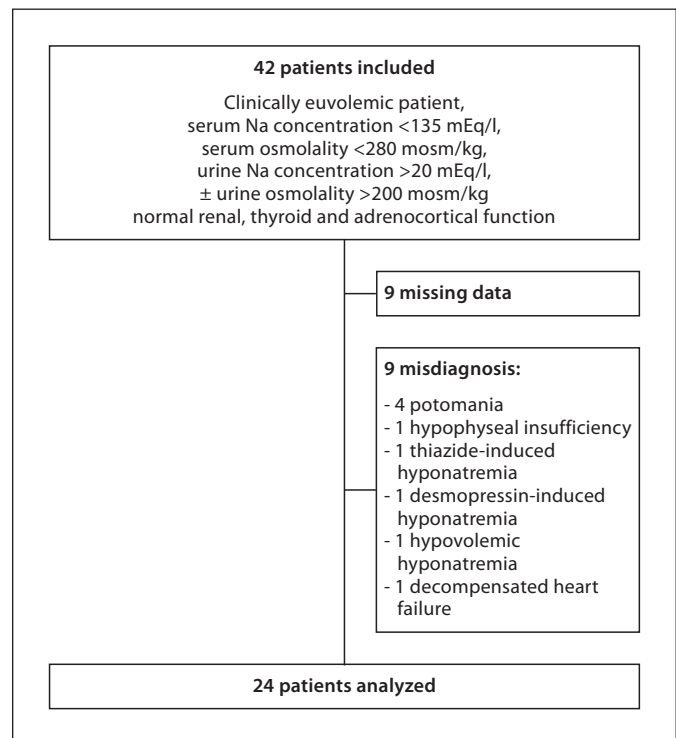 42 patients included
Clinically euvolemic patient,
serum Na concentration <135 mEq/l,
serum osmolality <280 mosm/kg,
urine Na concentration >20 mEq/l,
± urine osmolality >200 mosm/kg
normal renal, thyroid and adrenocortical function
9 missing data
9 misdiagnosis:
- 4 potomania
- 1 hypophyseal insufficiency
- 1 thiazide-induced
hyponatremia
- 1 desmopressin-induced
hyponatremia
- 1 hypovolemic
hyponatremia
- 1 decompensated heart
failure
24 patients analyzed